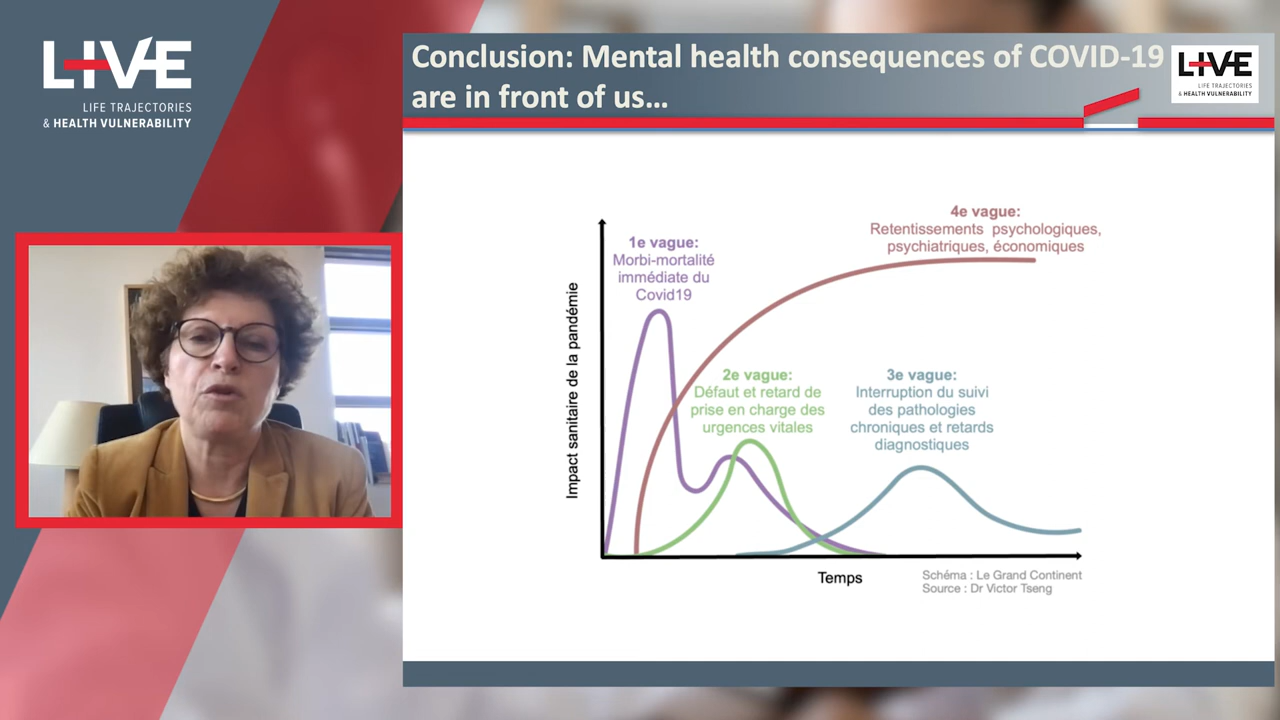 LIVE
LIFE TRAJECTORIES
& HEALTH VULNERABILITY
Conclusion: Mental health consequences of COVID-19
are in front of us…
LIVE
LIFE TRAJECTORIES
& HEALTH VULNERABILITY
4e vague:
Retentissements psychologiques,
psychiatriques, économiques
1e vague:
Morbi-mortalité
immédiate du
Covid19
2e vague:
Défaut et retard de
prise en charge des
urgences vitales
3e vague:
Interruption du suivi
des pathologies
chroniques et retards
diagnostiques
Impact sanitaire de la pandémie
Temps
Schéma : Le Grand Continent
Source : Dr Victor Tseng